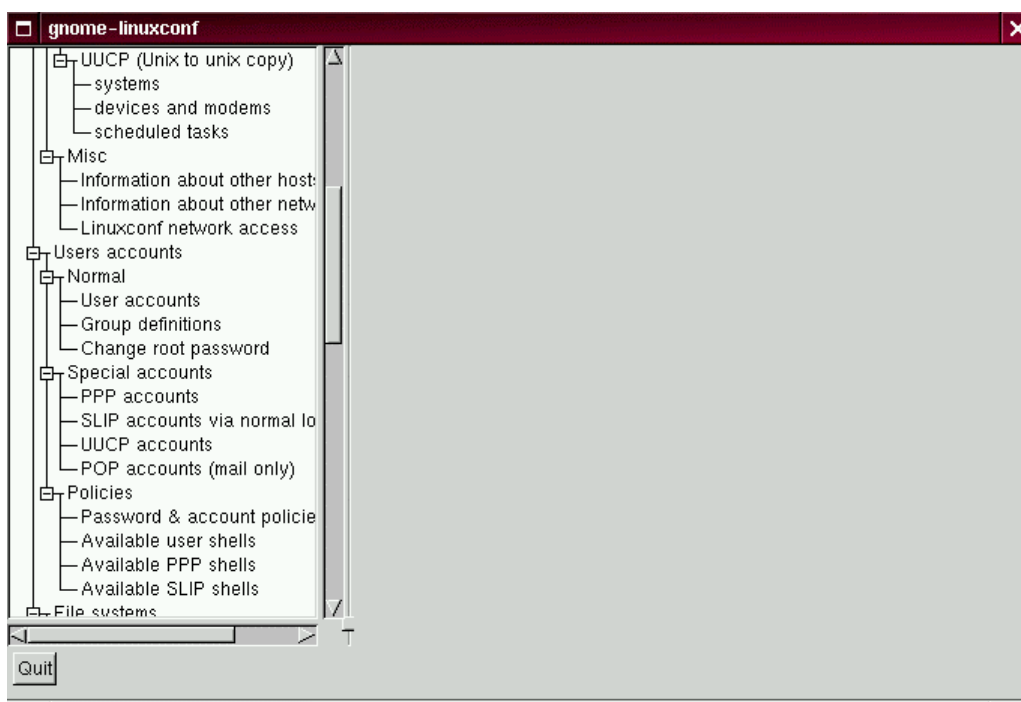 gnome-linuxconf
UUCP (Unix to unix copy)
systems
devices and modems
scheduled tasks
Misc
Information about other hosts
Information about other netw
Linuxconf network access
Users accounts
Normal
User accounts
Group definitions
Change root password
Special accounts
PPP accounts
SLIP accounts via normal lo
UUCP accounts
POP accounts (mail only)
Policies
Password & account policie
Available user shells
Available PPP shells
Available SLIP shells
File systems
Quit